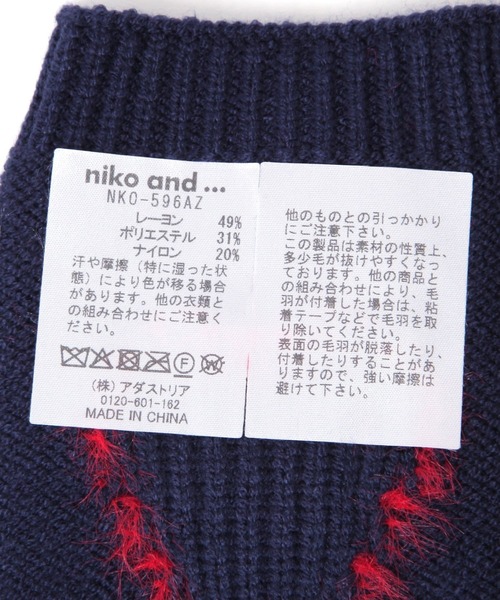 niko and ...
NKO-596AZ
レーヨン 49%
ポリエステル 31%
ナイロン 20%
汗や摩擦（特に湿った状
態）により色が移る場合
があります。他の衣類と
の組み合わせにご注意く
ださい。
（株）アダストリア
0120-601-162
MADE IN CHINA
他のものとの引っかかり
にご注意下さい。
この製品は素材の性質上、
多少毛が抜けやすくなっ
ております。他の商品と
の組み合わせにより、毛
羽が付着した場合は、粘
着テープなどで毛羽を取
り除いてください。
表面の毛羽が脱落したり、
付着したりすることがあ
りますので、強い摩擦は
避けて下さい。